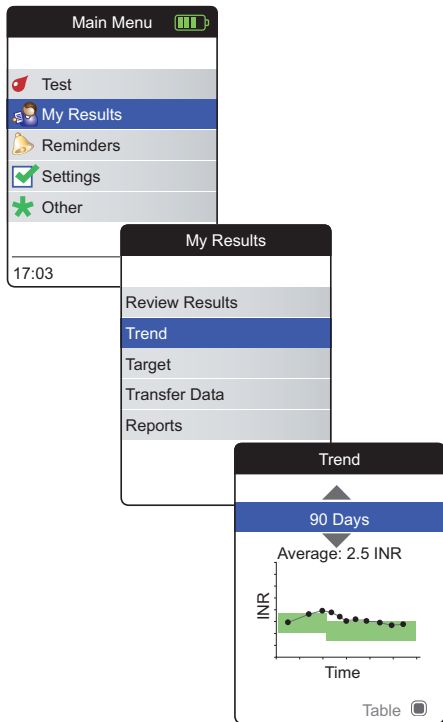 Main Menu
Test
My Results
Reminders
Settings
Other
17:03
My Results
Review Results
Trend
Target
Transfer Data
Reports
Trend
90 Days
Average: 2.5 INR
INR
Time
Table